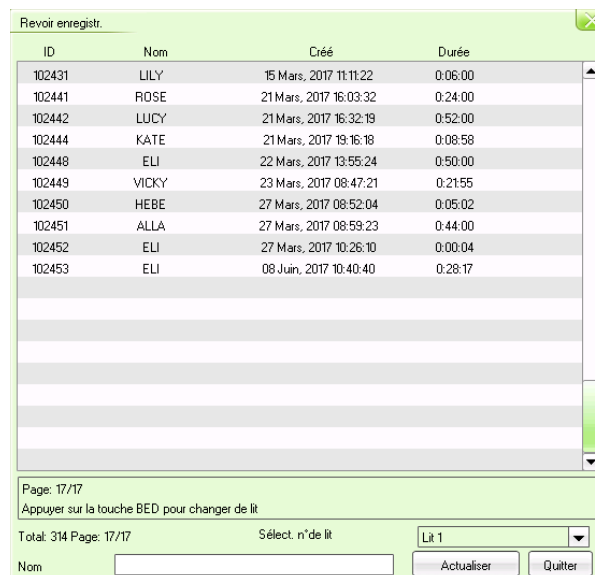 Revoir enregistr.
ID Nom Créé Durée
102431 LILY 15 Mars, 2017 11:11:22 0:06:00
102441 ROSE 21 Mars, 2017 16:03:32 0:24:00
102442 LUCY 21 Mars, 2017 16:32:19 0:52:00
102444 KATE 21 Mars, 2017 19:16:18 0:08:58
102448 ELI 22 Mars, 2017 13:55:24 0:50:00
102449 VICKY 23 Mars, 2017 08:47:21 0:21:55
102450 HEBE 27 Mars, 2017 08:52:04 0:05:02
102451 ALLA 27 Mars, 2017 08:59:23 0:44:00
102452 ELI 27 Mars, 2017 10:26:10 0:00:04
102453 ELI 08 Juin, 2017 10:40:40 0:28:17
Page: 17/17
Appuyer sur la touche BED pour changer de lit
Total: 314 Page: 17/17 Sélect. n°de lit Lit 1
Nom Actualiser Quitter